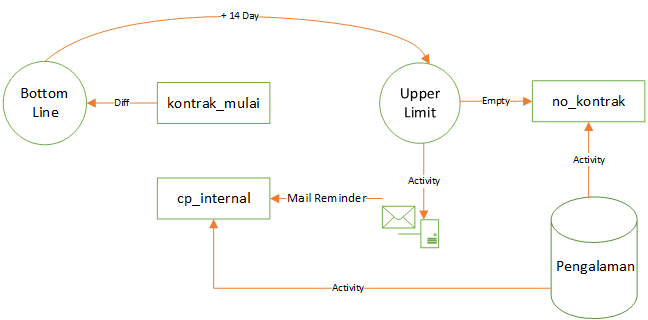 + 14 Day
Bottom
Line
Diff
kontrak_mulai
Upper
Limit
Empty
no_kontrak
Activity
Activity
cp_internal
Mail Reminder
Pengalaman
Activity